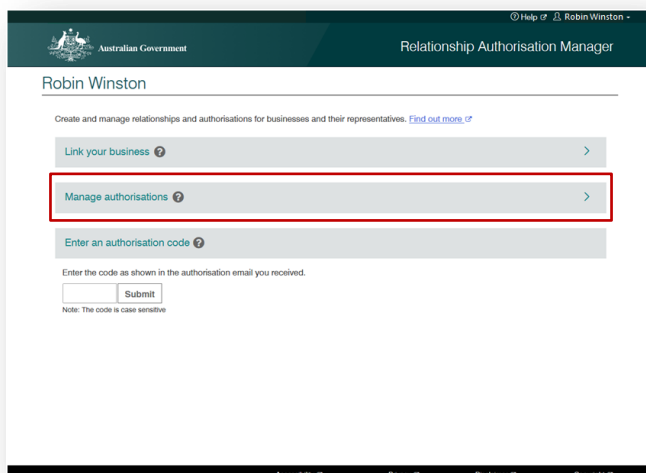 Help Robin Winston
Australian Government
Relationship Authorisation Manager
Robin Winston
Create and manage relationships and authorisations for businesses and their representatives. Find out more
Link your business ?
Manage authorisations ?
Enter an authorisation code ?
Enter the code as shown in the authorisation email you received.
Submit
Note: The code is case sensitive